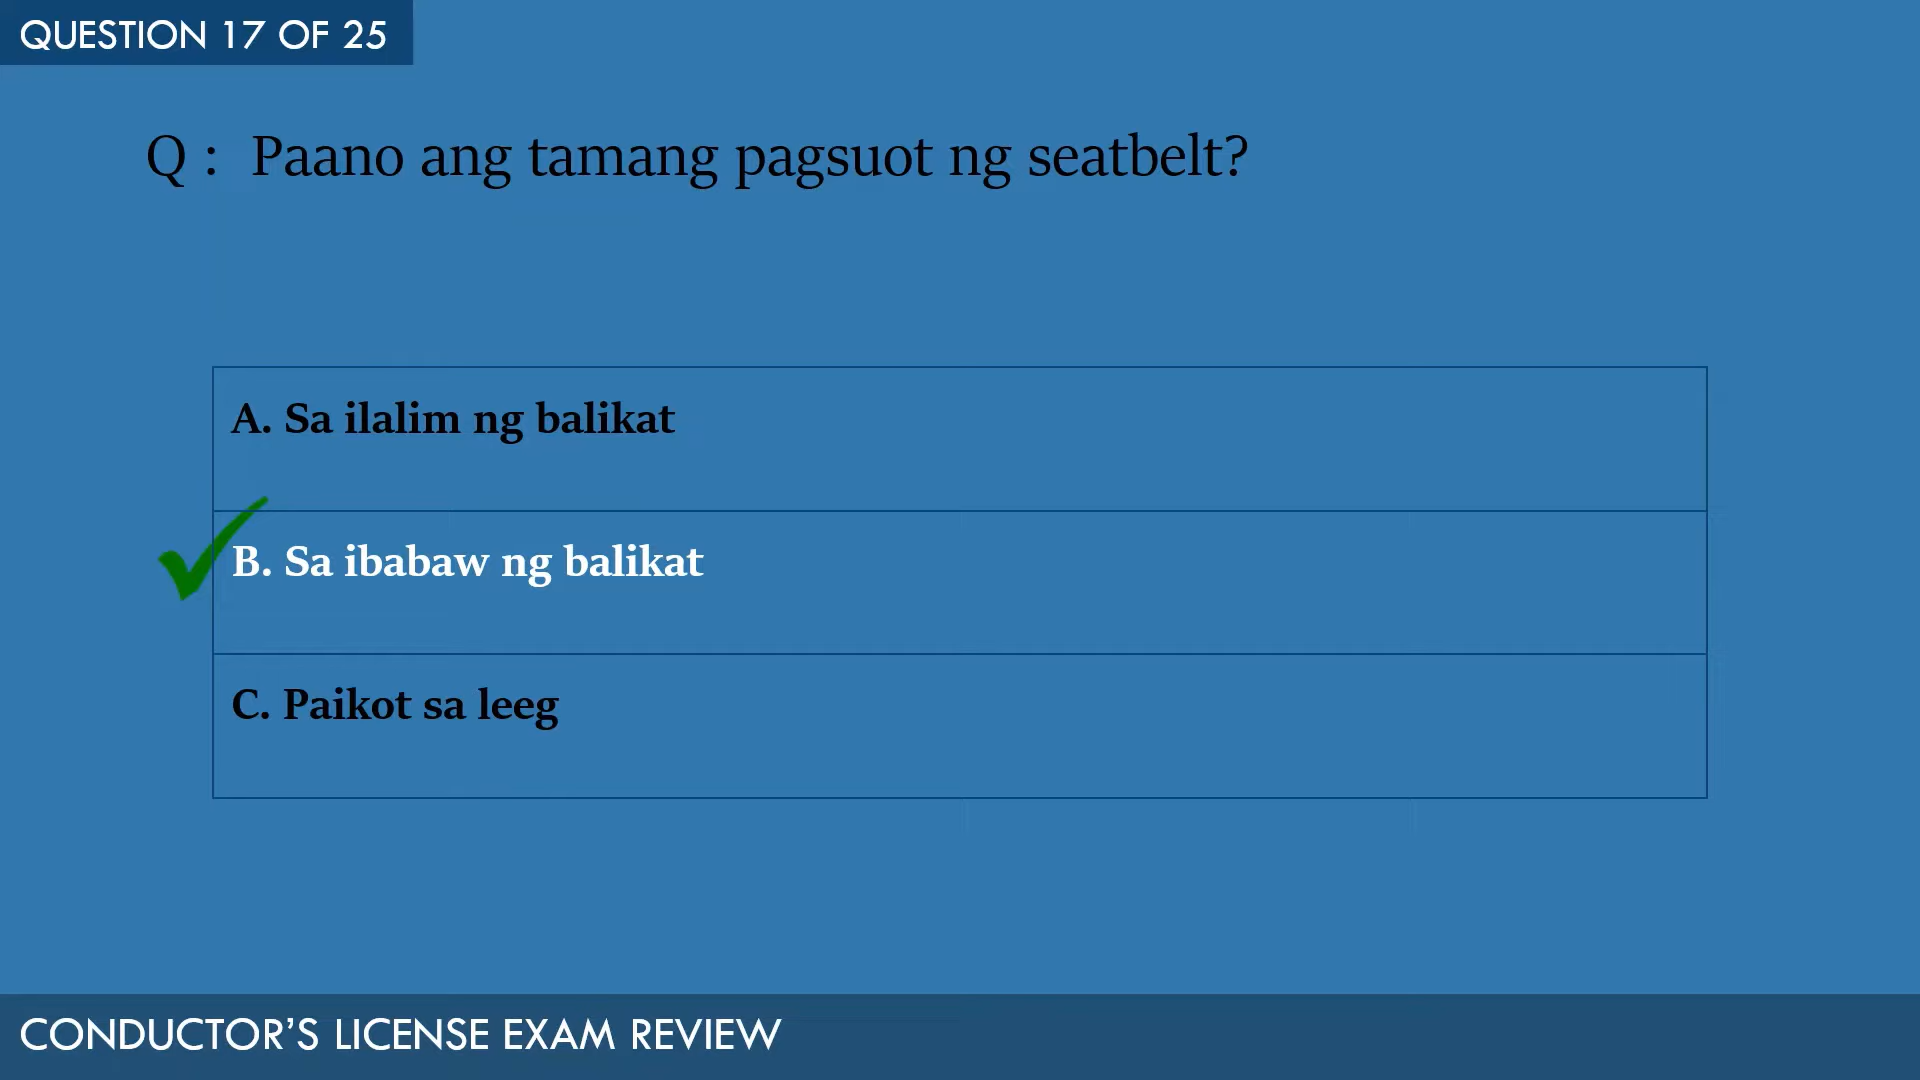 QUESTION 17 OF 25
Q : Paano ang tamang pagsuot ng seatbelt?
A. Sa ilalim ng balikat
B. Sa ibabaw ng balikat
C. Paikot sa leeg
CONDUCTOR’S LICENSE EXAM REVIEW